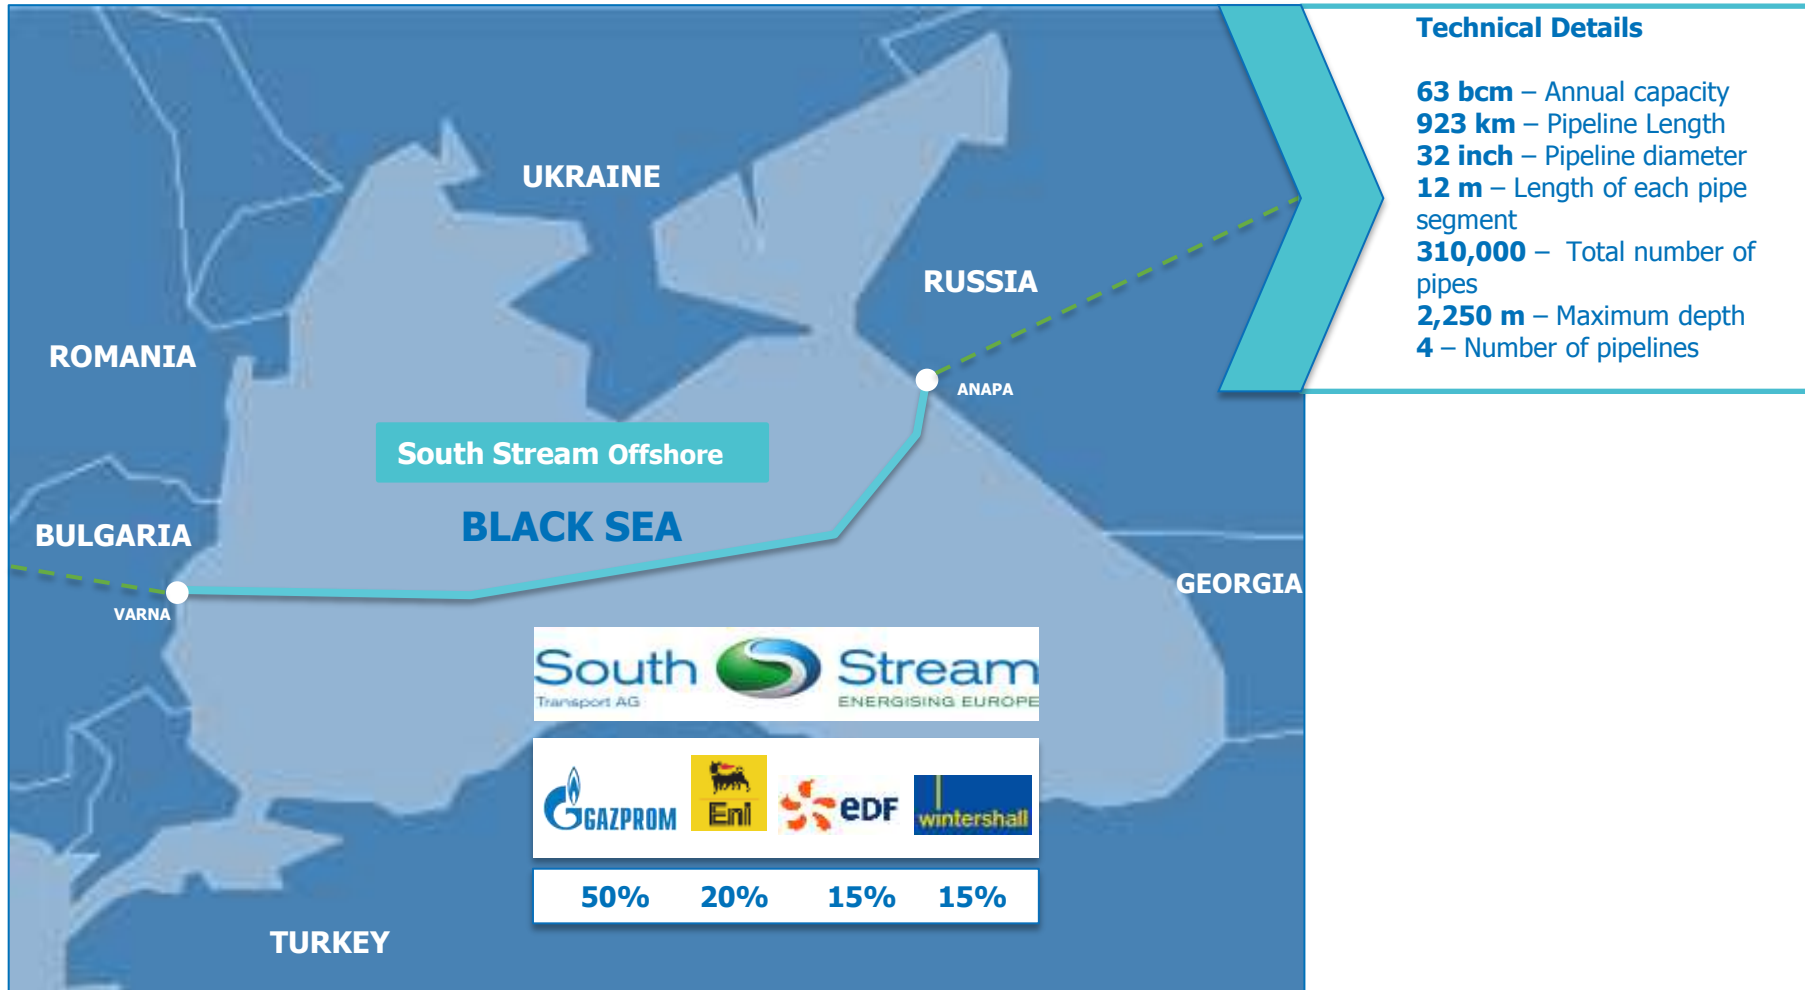 Technical Details
63 bcm – Annual capacity
923 km – Pipeline Length
32 inch – Pipeline diameter
12 m – Length of each pipe
segment
310,000 – Total number of
pipes
2,250 m – Maximum depth
4 – Number of pipelines
UKRAINE
RUSSIA
ROMANIA
ANAPA
South Stream Offshore
BLACK SEA
BULGARIA
GEORGIA
VARNA
South Stream
Transport AG ENERGISING EUROPE
GAZPROM Eni eDF wintershall
50% 20% 15% 15%
TURKEY